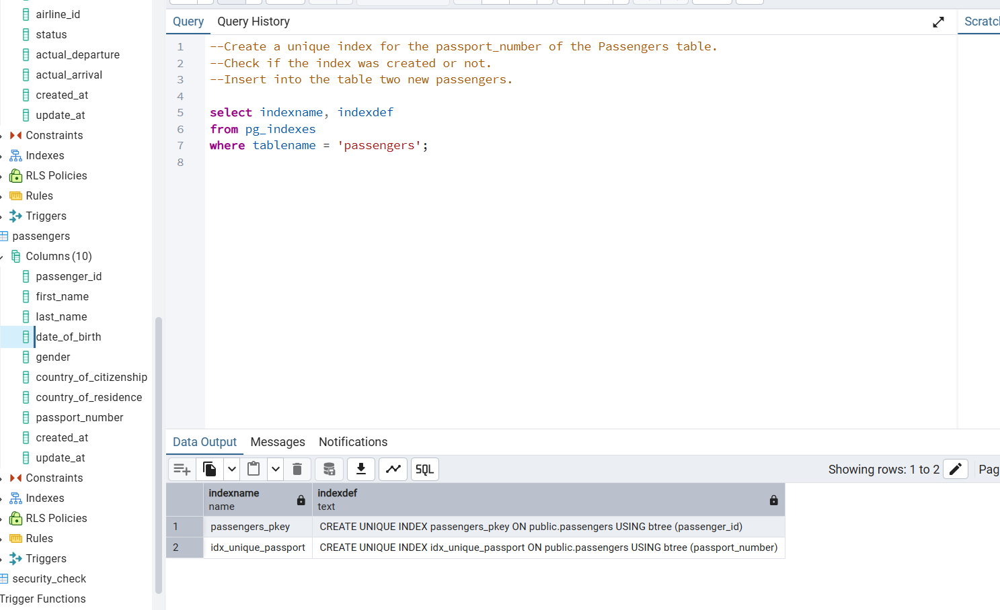 airline_id
status
actual_departure
actual_arrival
created_at
update_at
Constraints
Indexes
RLS Policies
Rules
Triggers
passengers
Columns (10)
passenger_id
first_name
last_name
date_of_birth
gender
country_of_citizenship
country_of_residence
passport_number
created_at
update_at
Constraints
Indexes
RLS Policies
Rules
Triggers
security_check
Trigger Functions
Query Query History
Scratc
1 --Create a unique index for the passport_number of the Passengers table.
2 --Check if the index was created or not.
3 --Insert into the table two new passengers.
4
5 select indexname, indexdef
6 from pg_indexes
7 where tablename = 'passengers';
8
Data Output Messages Notifications
SQL
Showing rows: 1 to 2
Pag
indexname indexdef
name text
1 passengers_pkey CREATE UNIQUE INDEX passengers_pkey ON public.passengers USING btree (passenger_id)
2 idx_unique_passport CREATE UNIQUE INDEX idx_unique_passport ON public.passengers USING btree (passport_number)